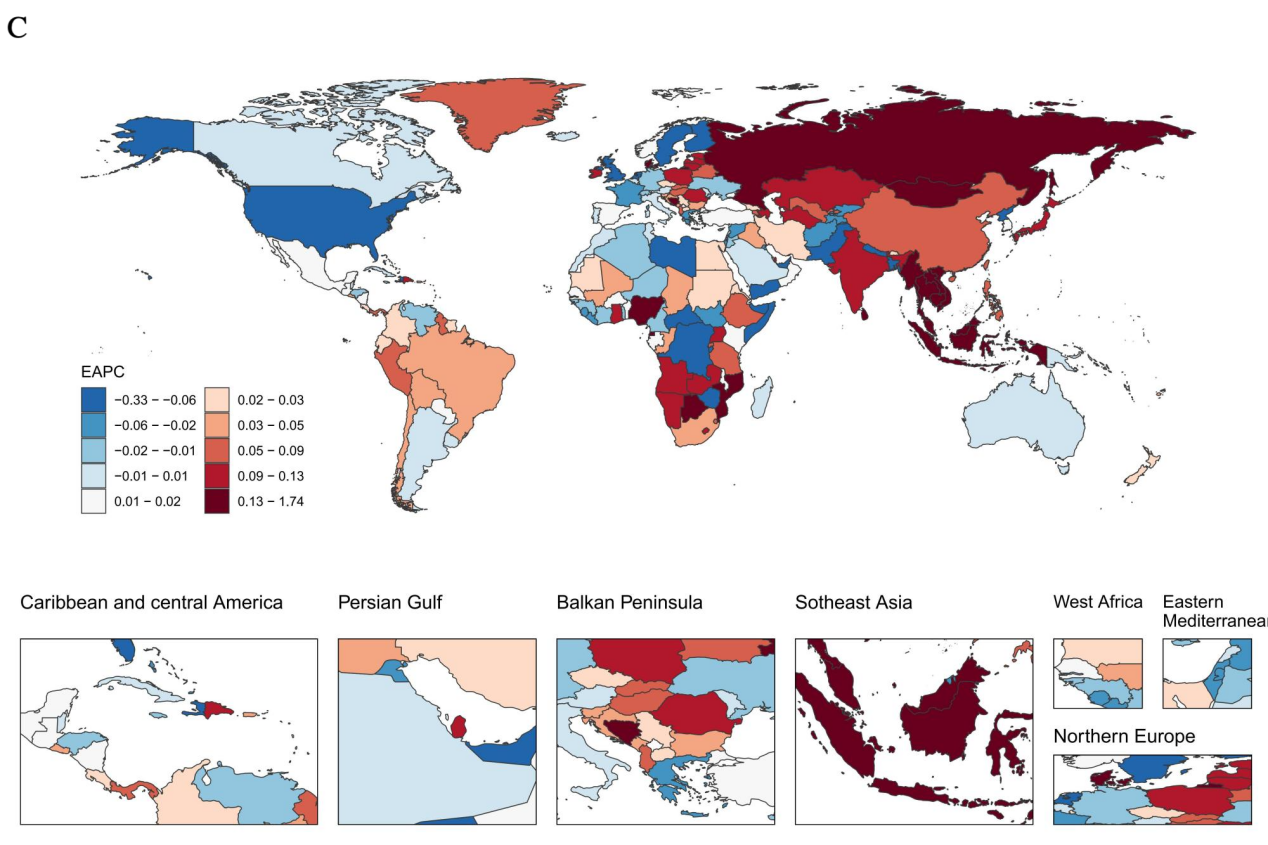 C
EAPC
−0.33 − −0.06
−0.06 − −0.02
−0.02 − −0.01
−0.01 − 0.01
0.01 − 0.02
0.02 − 0.03
0.03 − 0.05
0.05 − 0.09
0.09 − 0.13
0.13 − 1.74
Caribbean and central America
Persian Gulf
Balkan Peninsula
Sotheast Asia
West Africa
Eastern
Mediterranear
Northern Europe